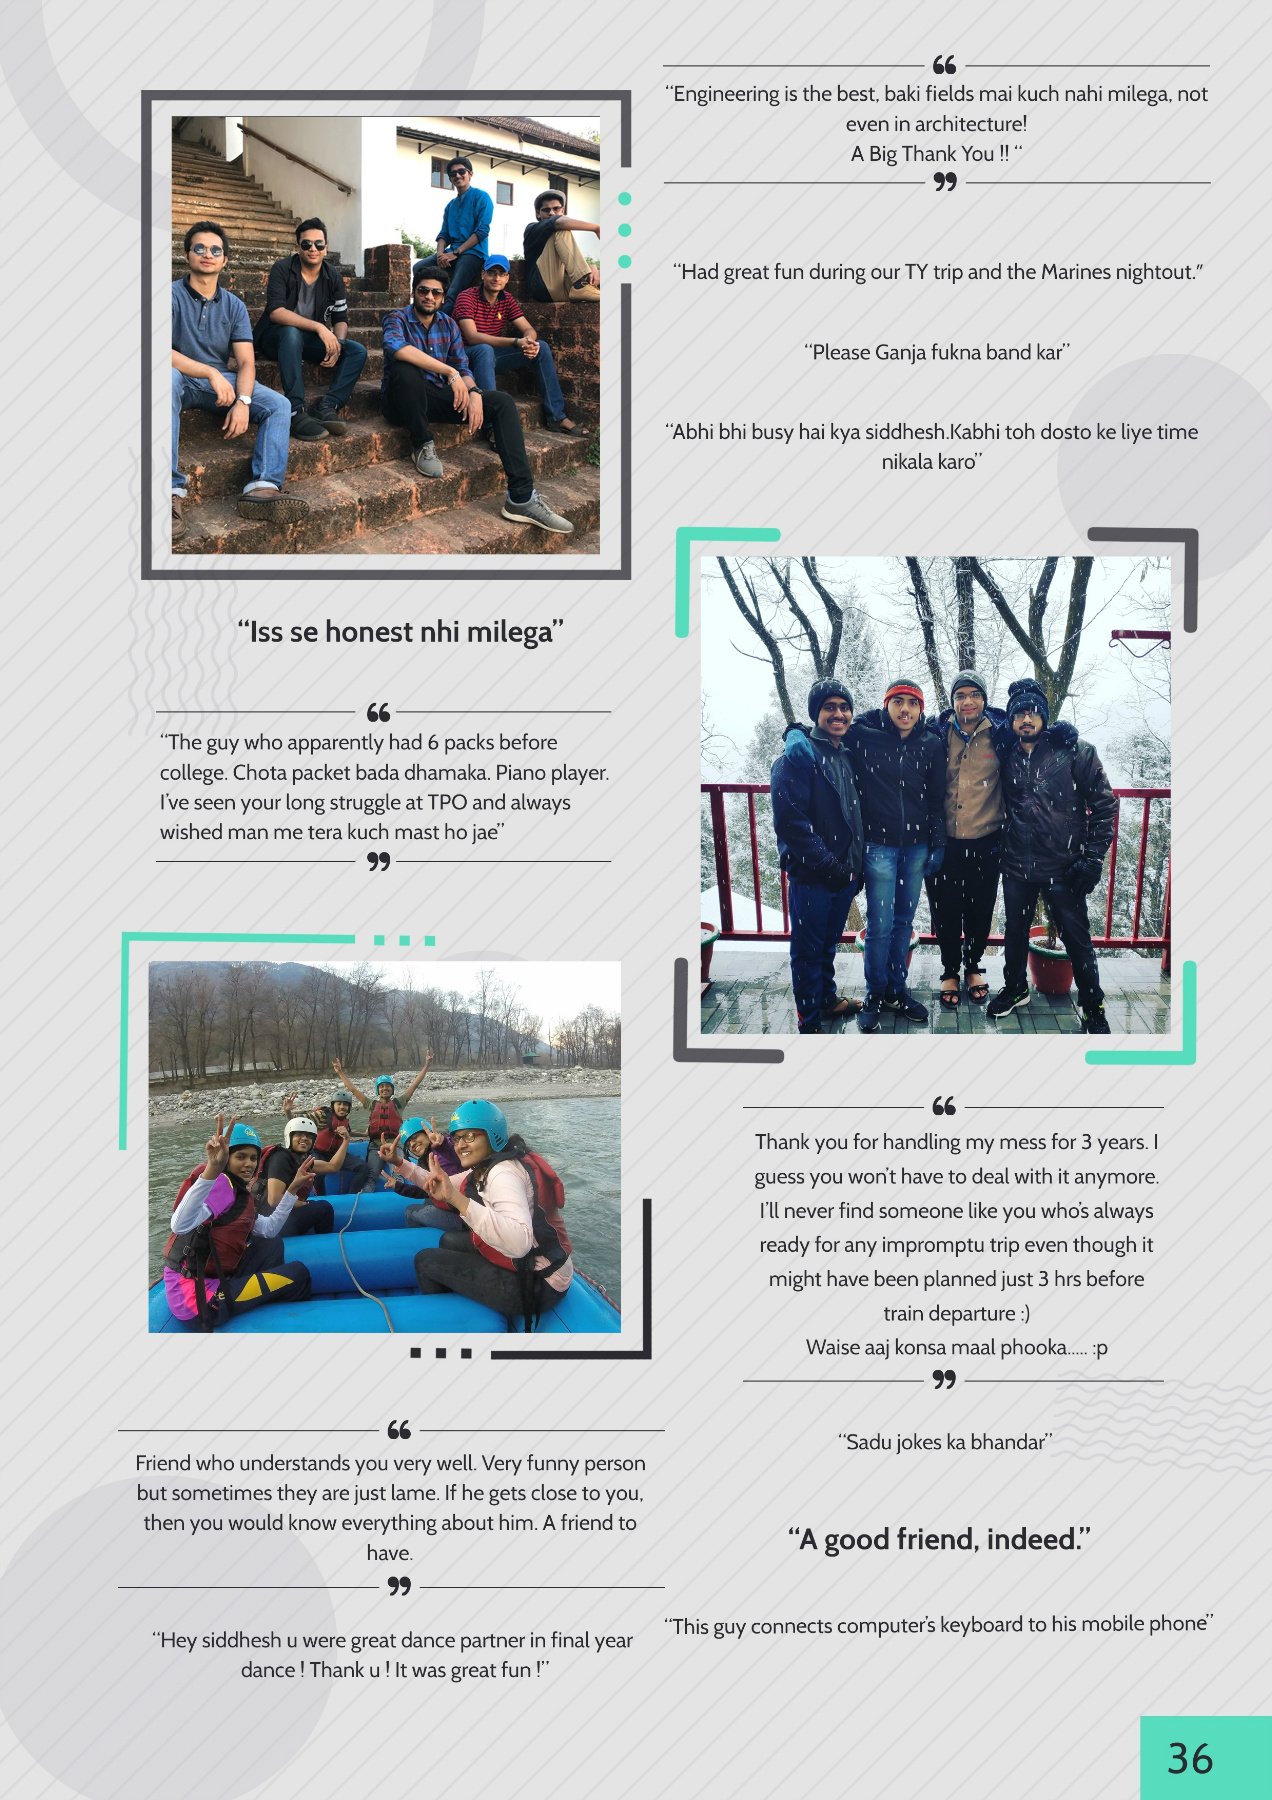 “Engineering is the best, baki fields mai kuch nahi milega, not
even in architecture!
A Big Thank You !! “
“Had great fun during our TY trip and the Marines nightout.”
“Please Ganja fukna band kar”
“Abhi bhi busy hai kya siddhesh.Kabhi toh dosto ke liye time
nikala karo”
“Iss se honest nhi milega”
“The guy who apparently had 6 packs before
college. Chota packet bada dhamaka. Piano player.
I’ve seen your long struggle at TPO and always
wished man me tera kuch mast ho jae”
Thank you for handling my mess for 3 years. I
guess you won’t have to deal with it anymore.
I’ll never find someone like you who’s always
ready for any impromptu trip even though it
might have been planned just 3 hrs before
train departure :)
Waise aaj konsa maal phooka..... :p
Friend who understands you very well. Very funny person
but sometimes they are just lame. If he gets close to you,
then you would know everything about him. A friend to
have.
“Hey siddhesh u were great dance partner in final year
dance ! Thank u ! It was great fun !”
“Sadu jokes ka bhandar”
“A good friend, indeed.”
“This guy connects computer’s keyboard to his mobile phone”
36